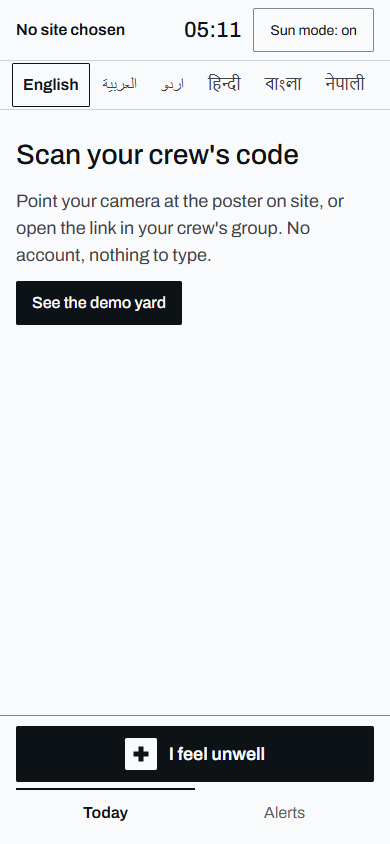 No site chosen
05:11
Sun mode: on
English
العربية
اردو
हिन्दी
বাংলা
नेपाली
Scan your crew's code
Point your camera at the poster on site, or
open the link in your crew's group. No
account, nothing to type.
See the demo yard
I feel unwell
Today
Alerts